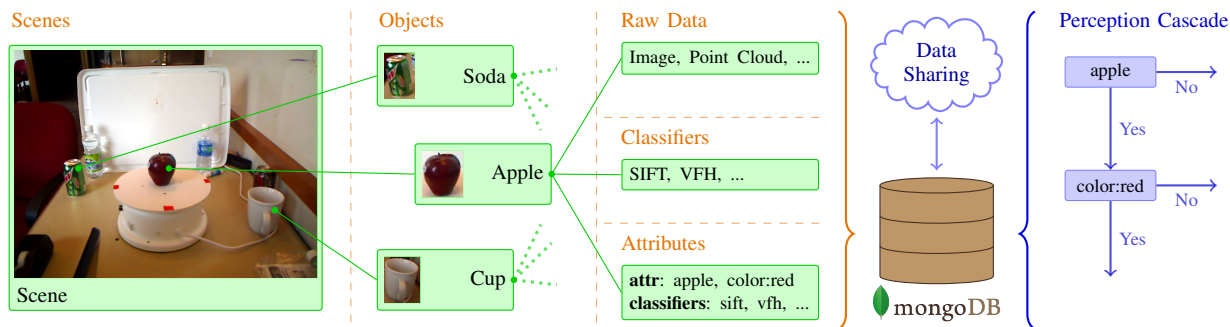 Scenes
Scene
Objects
Soda
Apple
Cup
Raw Data
Image, Point Cloud, ...
Classifiers
SIFT, VFH, ...
Attributes
attr: apple, color:red
classifiers: sift, vfh, ...
Data
Sharing
mongoDB
Perception Cascade
apple
No
Yes
color:red
No
Yes